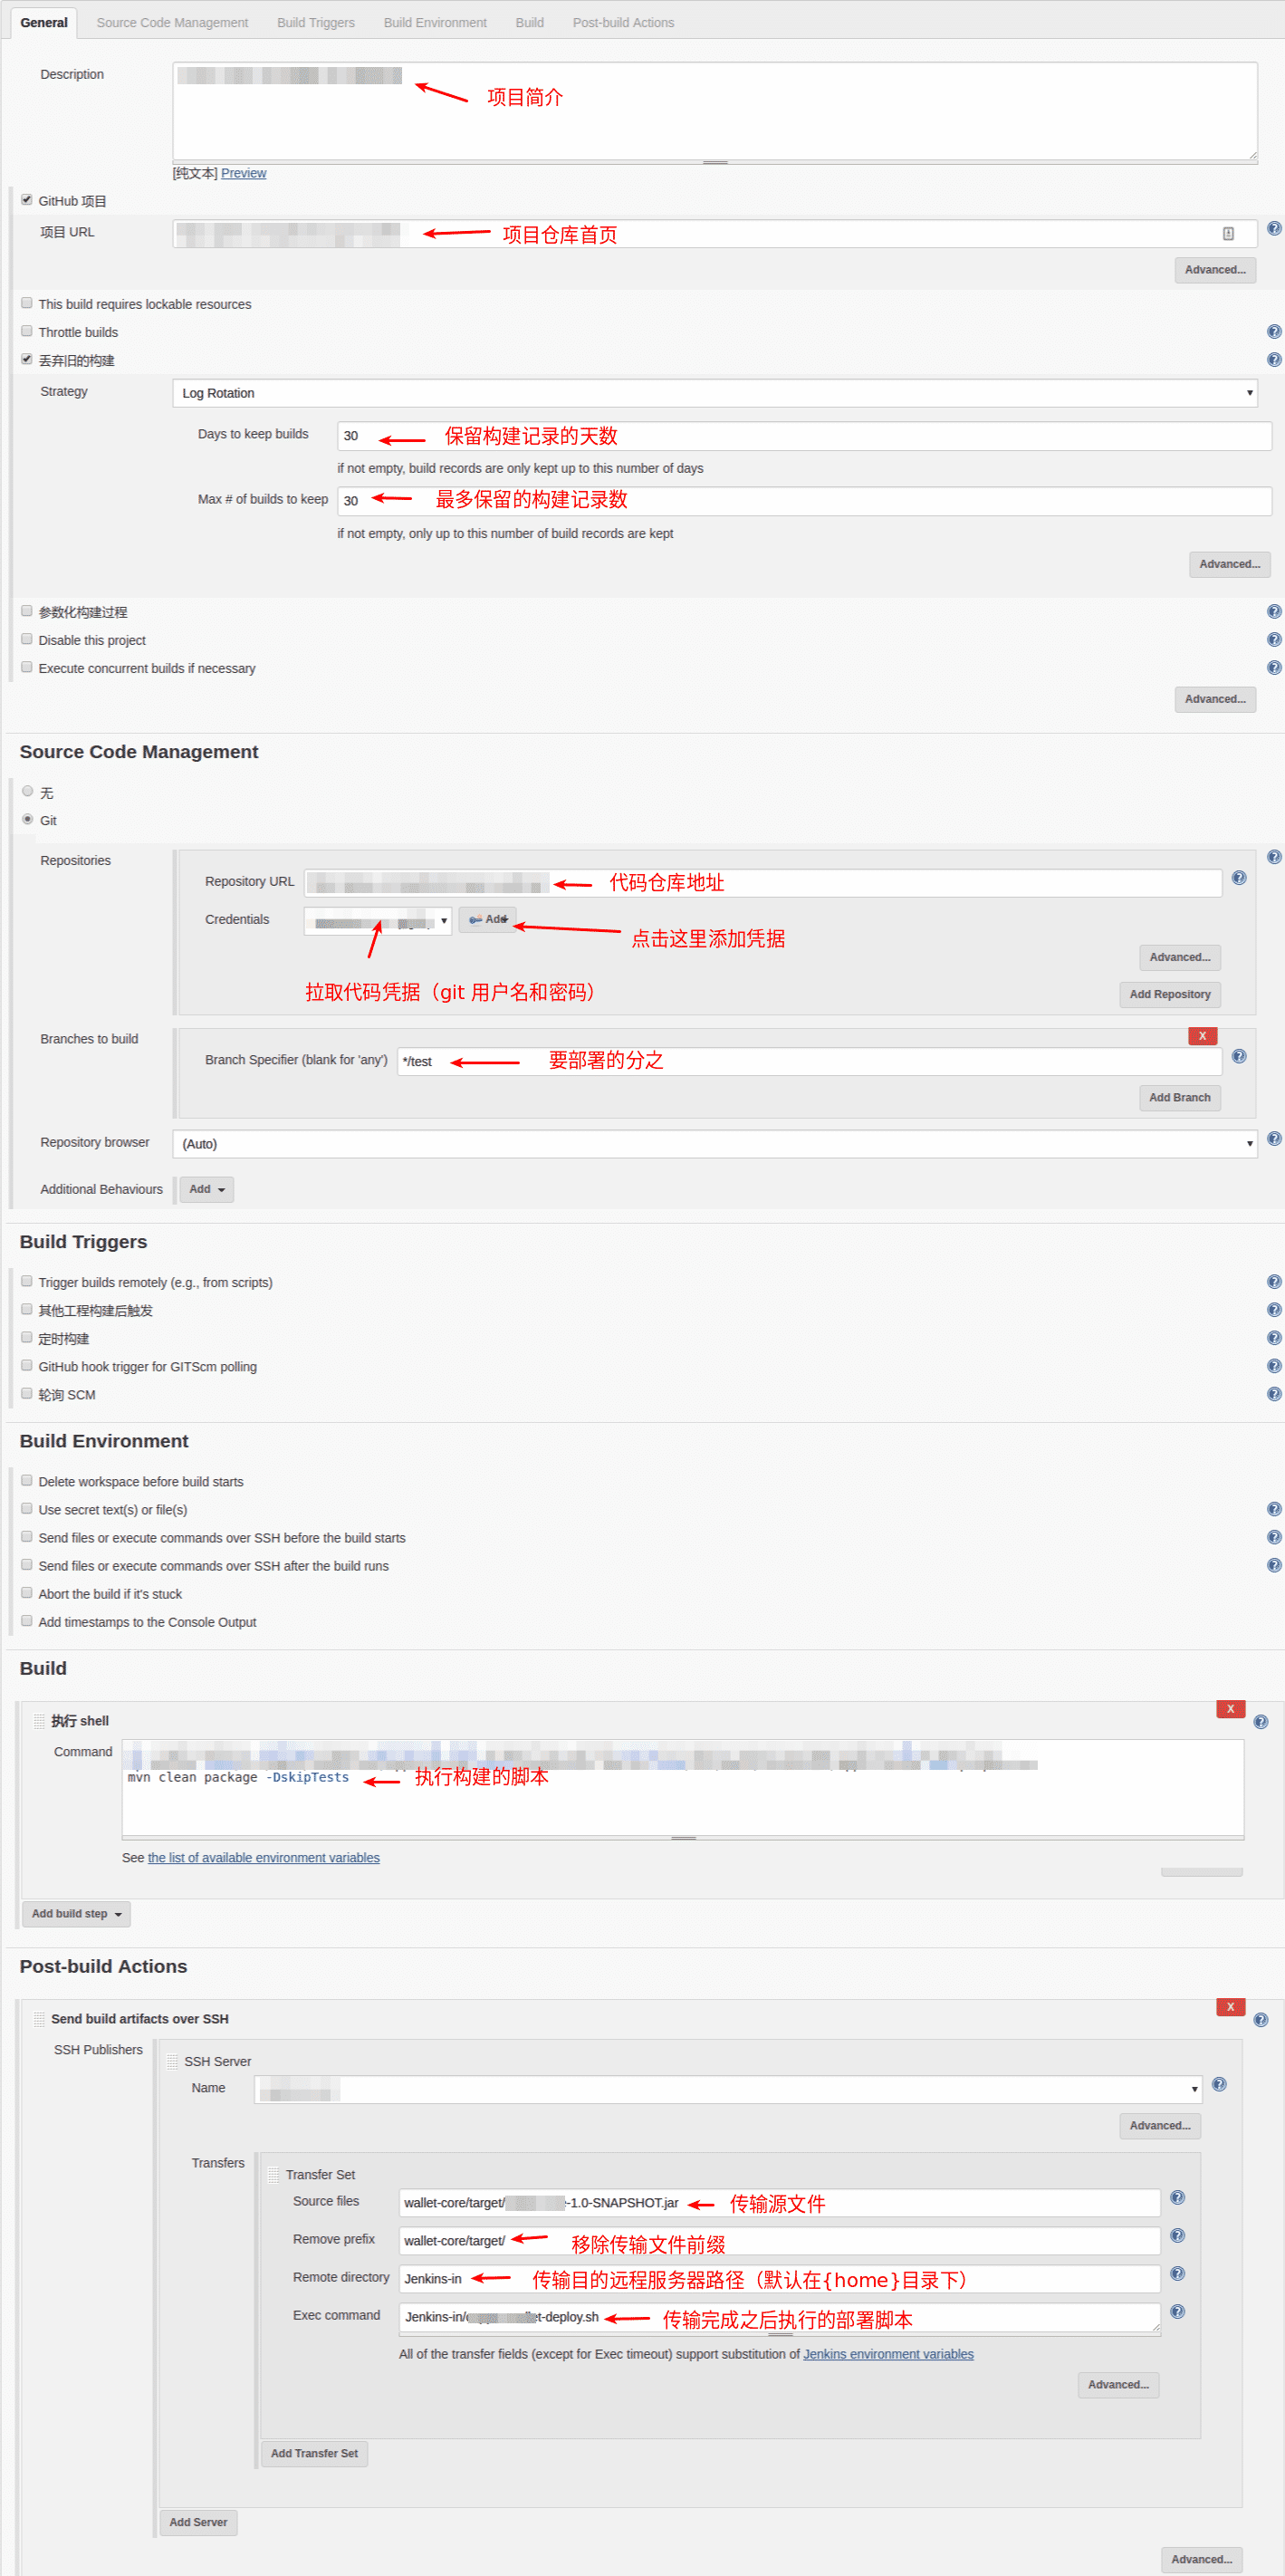 General Source Code Management Build Triggers Build Environment Build Post-build Actions
Description
项目简介
[纯文本] Preview
GitHub 项目
项目 URL
项目仓库首页
Advanced...
This build requires lockable resources
Throttle builds
丢弃旧的构建
Strategy Log Rotation
Days to keep builds 30 保留构建记录的天数
if not empty, build records are only kept up to this number of days
Max # of builds to keep 30 最多保留的构建记录数
if not empty, only up to this number of build records are kept
Advanced...
参数化构建过程
Disable this project
Execute concurrent builds if necessary
Advanced...
Source Code Management
无
Git
Repositories
Repository URL 代码仓库地址
Credentials Add
点击这里添加凭据
Advanced...
拉取代码凭据（git 用户名和密码）
Add Repository
Branches to build
X
Branch Specifier (blank for 'any') */test 要部署的分之
Add Branch
Repository browser (Auto)
Additional Behaviours Add
Build Triggers
Trigger builds remotely (e.g., from scripts)
其他工程构建后触发
定时构建
GitHub hook trigger for GITScm polling
轮询 SCM
Build Environment
Delete workspace before build starts
Use secret text(s) or file(s)
Send files or execute commands over SSH before the build starts
Send files or execute commands over SSH after the build runs
Abort the build if it's stuck
Add timestamps to the Console Output
Build
X
执行 shell
Command
mvn clean package -DskipTests 执行构建的脚本
See the list of available environment variables
Add build step
Post-build Actions
X
Send build artifacts over SSH
SSH Publishers
SSH Server
Name
Advanced...
Transfers
Transfer Set
Source files wallet-core/target/ -1.0-SNAPSHOT.jar 传输源文件
Remove prefix wallet-core/target/ 移除传输文件前缀
Remote directory Jenkins-in 传输目的远程服务器路径（默认在{home}目录下）
Exec command Jenkins-in/ t-deploy.sh 传输完成之后执行的部署脚本
All of the transfer fields (except for Exec timeout) support substitution of Jenkins environment variables
Advanced...
Add Transfer Set
Add Server
Advanced...